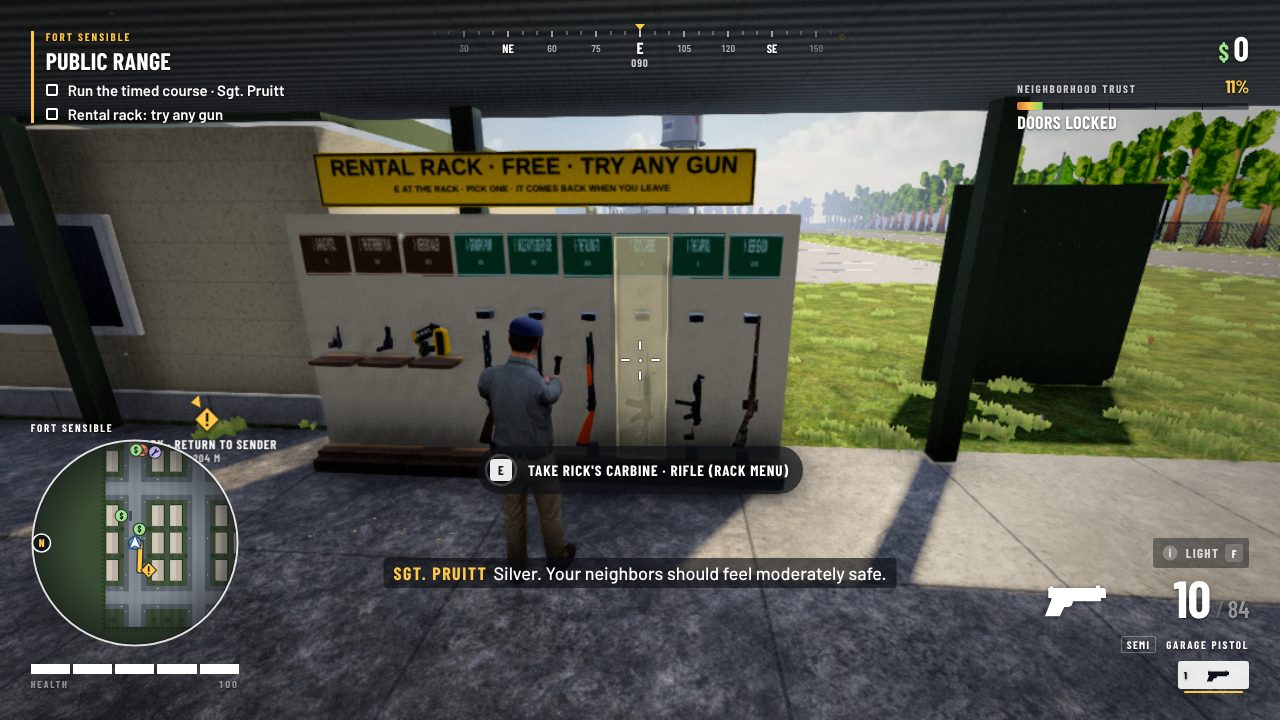 FORT SENSIBLE
PUBLIC RANGE
Run the timed course · Sgt. Pruitt
Rental rack: try any gun
30 NE 60 75 E 105 120 SE 150
090
$0
NEIGHBORHOOD TRUST 11%
DOORS LOCKED
RENTAL RACK · FREE · TRY ANY GUN
E AT THE RACK · PICK ONE · IT COMES BACK WHEN YOU LEAVE
RETURN TO SENDER
204 M
FORT SENSIBLE
N
E TAKE RICK'S CARBINE · RIFLE (RACK MENU)
SGT. PRUITT Silver. Your neighbors should feel moderately safe.
LIGHT F
10 / 84
SEMI GARAGE PISTOL
1
HEALTH 100